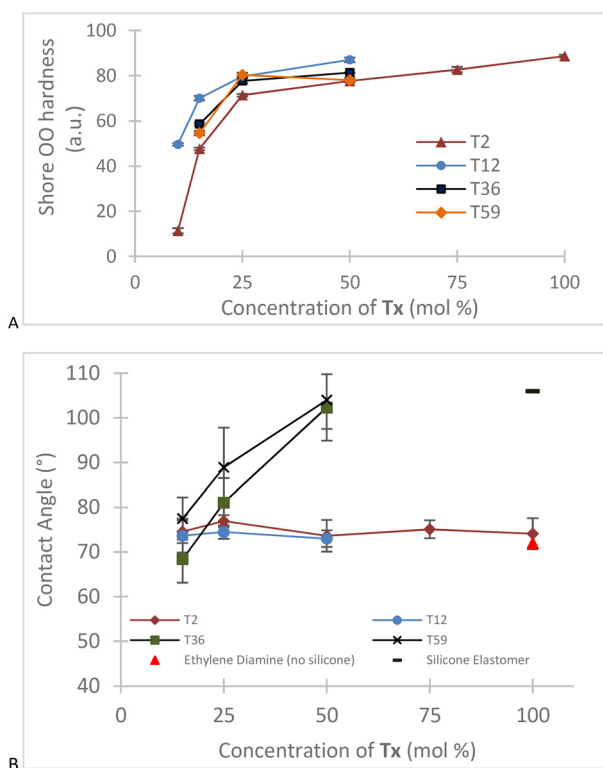 100
80
60
40
20
0
Shore OO hardness
(a.u.)
T2
T12
T36
T59
0 25 50 75 100
Concentration of Tx (mol %)
A
110
100
90
80
70
60
50
40
Contact Angle (°)
T2 T12
T36 T59
Ethylene Diamine (no silicone) Silicone Elastomer
0 25 50 75 100
Concentration of Tx (mol %)
B